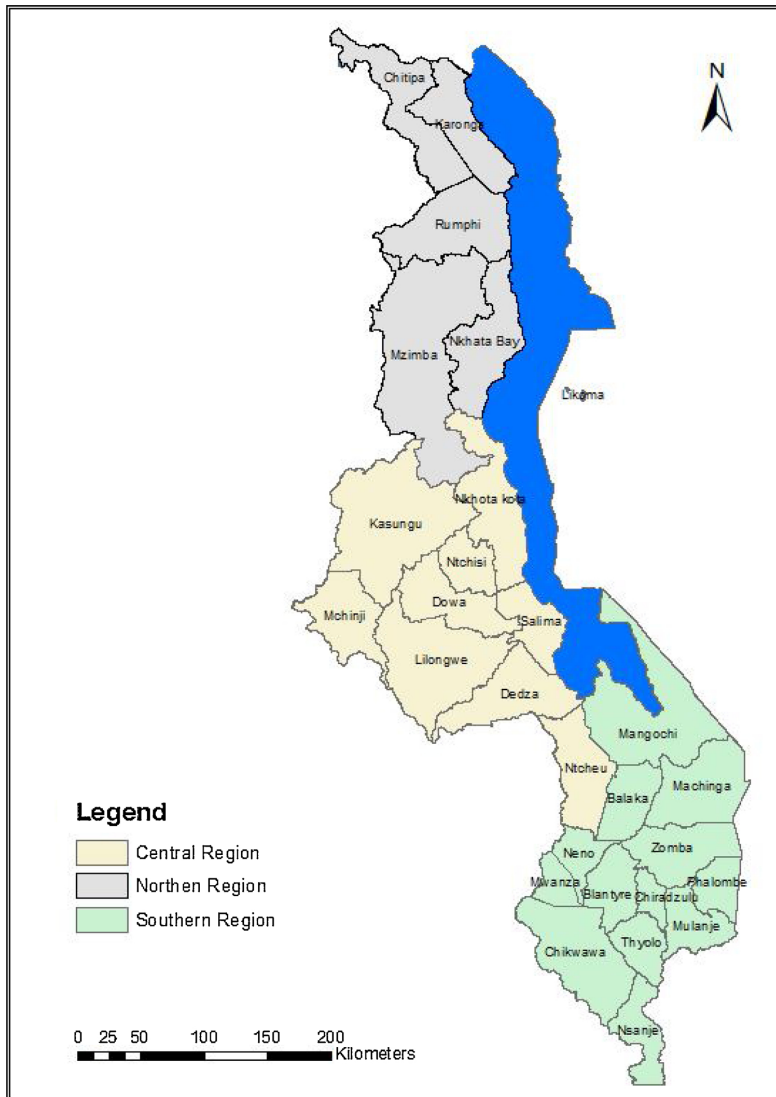 N
Chitipa
Karonga
Rumphi
Nkhata Bay
Mzimba
Likoma
Nkhota kota
Kasungu
Ntchisi
Dowa
Mchinji
Salima
Lilongwe
Dedza
Mangochi
Ntcheu
Machinga
Balaka
Legend
Central Region
Northen Region
Southern Region
Zomba
Neno
Mwanza
Blantyre
Chiradzulu
Phalombe
Mulanje
Thyolo
Chikwawa
Nsanje
0 25 50 100 150 200
Kilometers